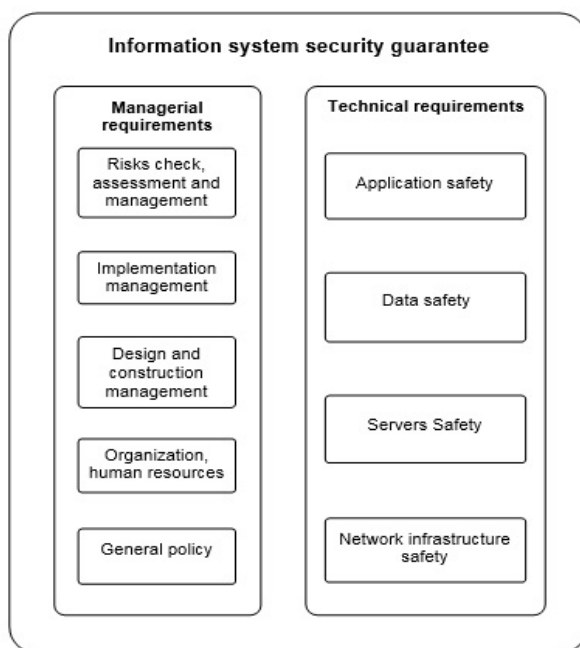 Information system security guarantee
Managerial
requirements
Risks check,
assessment and
management
Implementation
management
Design and
construction
management
Organization,
human resources
General policy
Technical requirements
Application safety
Data safety
Servers Safety
Network infrastructure
safety